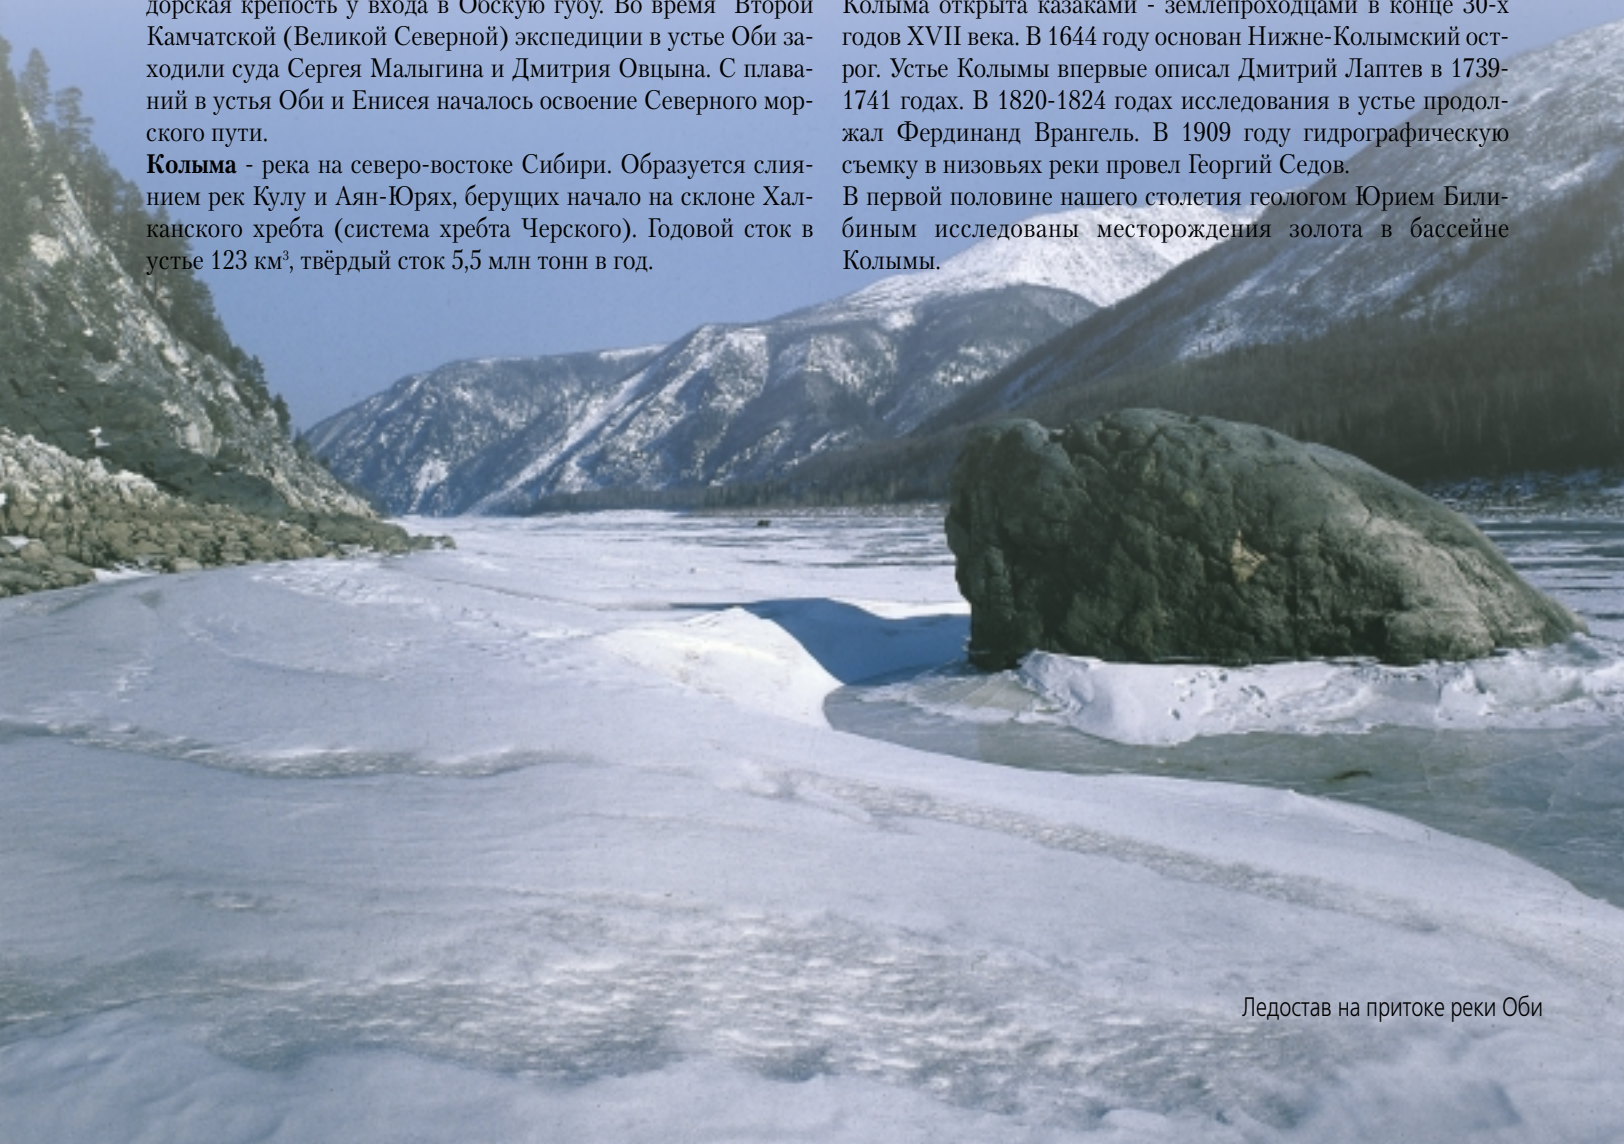 дорская крепость у входа в Обскую губу. Во время Второй
Камчатской (Великой Северной) экспедиции в устье Оби за-
ходили суда Сергея Малыгина и Дмитрия Овцына. С плава-
ний в устья Оби и Енисея началось освоение Северного мор-
ского пути.
Колыма - река на северо-востоке Сибири. Образуется слия-
нием рек Кулу и Аян-Юрях, берущих начало на склоне Хал-
канского хребта (система хребта Черского). Годовой сток в
устье 123 км³, твёрдый сток 5,5 млн тонн в год.
Колыма открыта казаками - землепроходцами в конце 30-х
годов XVII века. В 1644 году основан Нижне-Колымский ост-
рог. Устье Колымы впервые описал Дмитрий Лаптев в 1739-
1741 годах. В 1820-1824 годах исследования в устье продол-
жал Фердинанд Врангель. В 1909 году гидрографическую
съемку в низовьях реки провел Георгий Седов.
В первой половине нашего столетия геологом Юрием Били-
биным исследованы месторождения золота в бассейне
Колымы.
Ледостав на притоке реки Оби